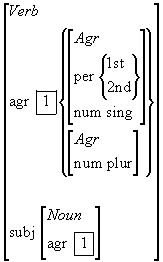 Verb
Agr
per 1st
2nd
num sing
agr 1
Agr
num plur
Noun
subj
agr 1